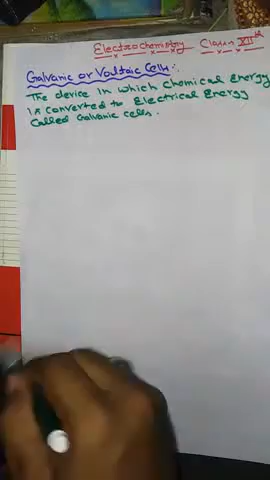 Electrochemistry Class XIIth
Galvanic or Voltaic Cell:
The device in which chemical Energy
is converted to Electrical Energy
Called Galvanic cells.